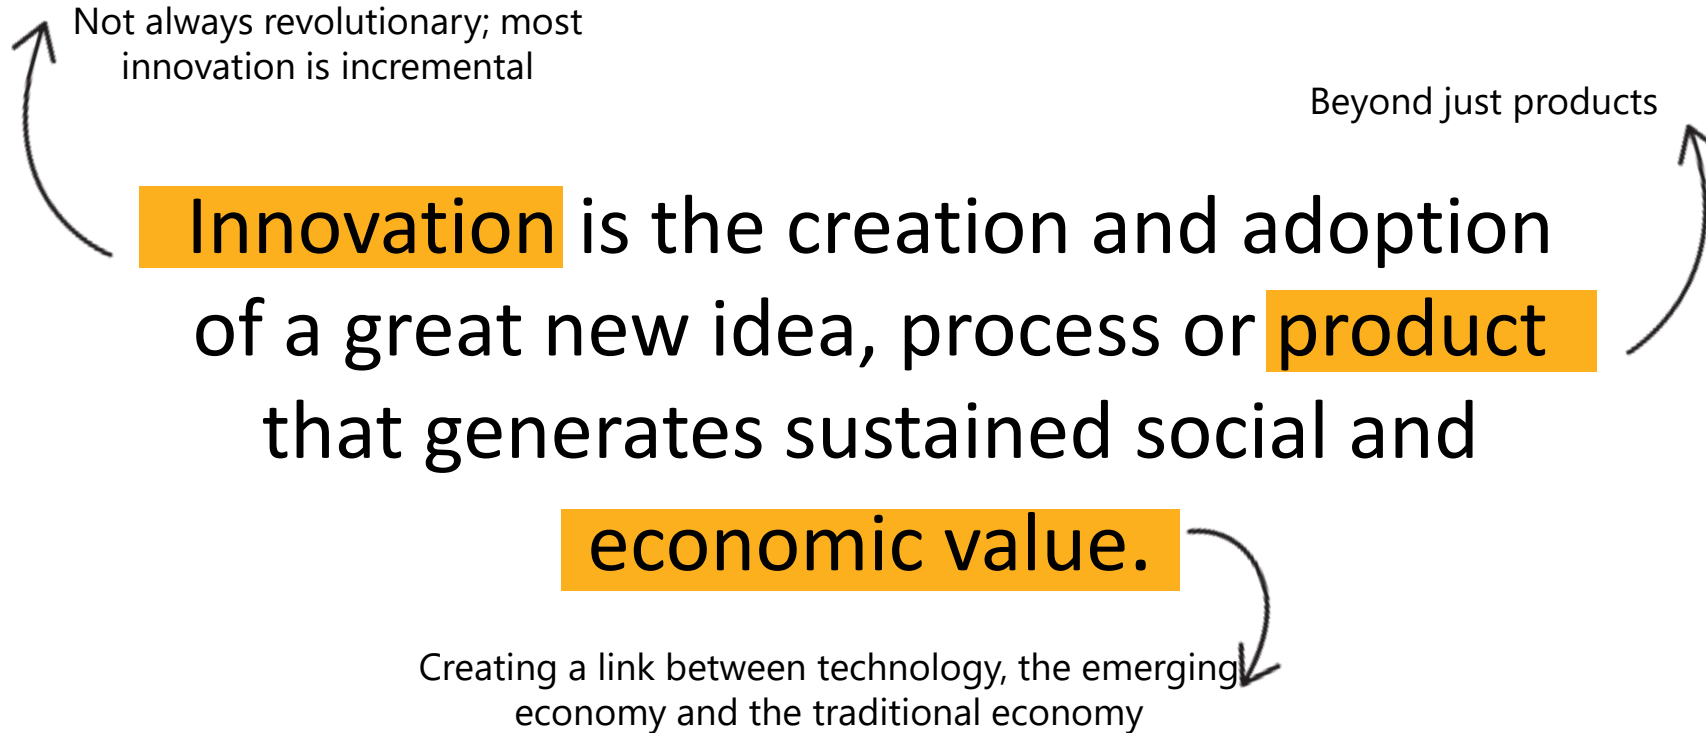 Not always revolutionary; most
innovation is incremental
Beyond just products
Innovation is the creation and adoption
of a great new idea, process or product
that generates sustained social and
economic value.
Creating a link between technology, the emerging
economy and the traditional economy